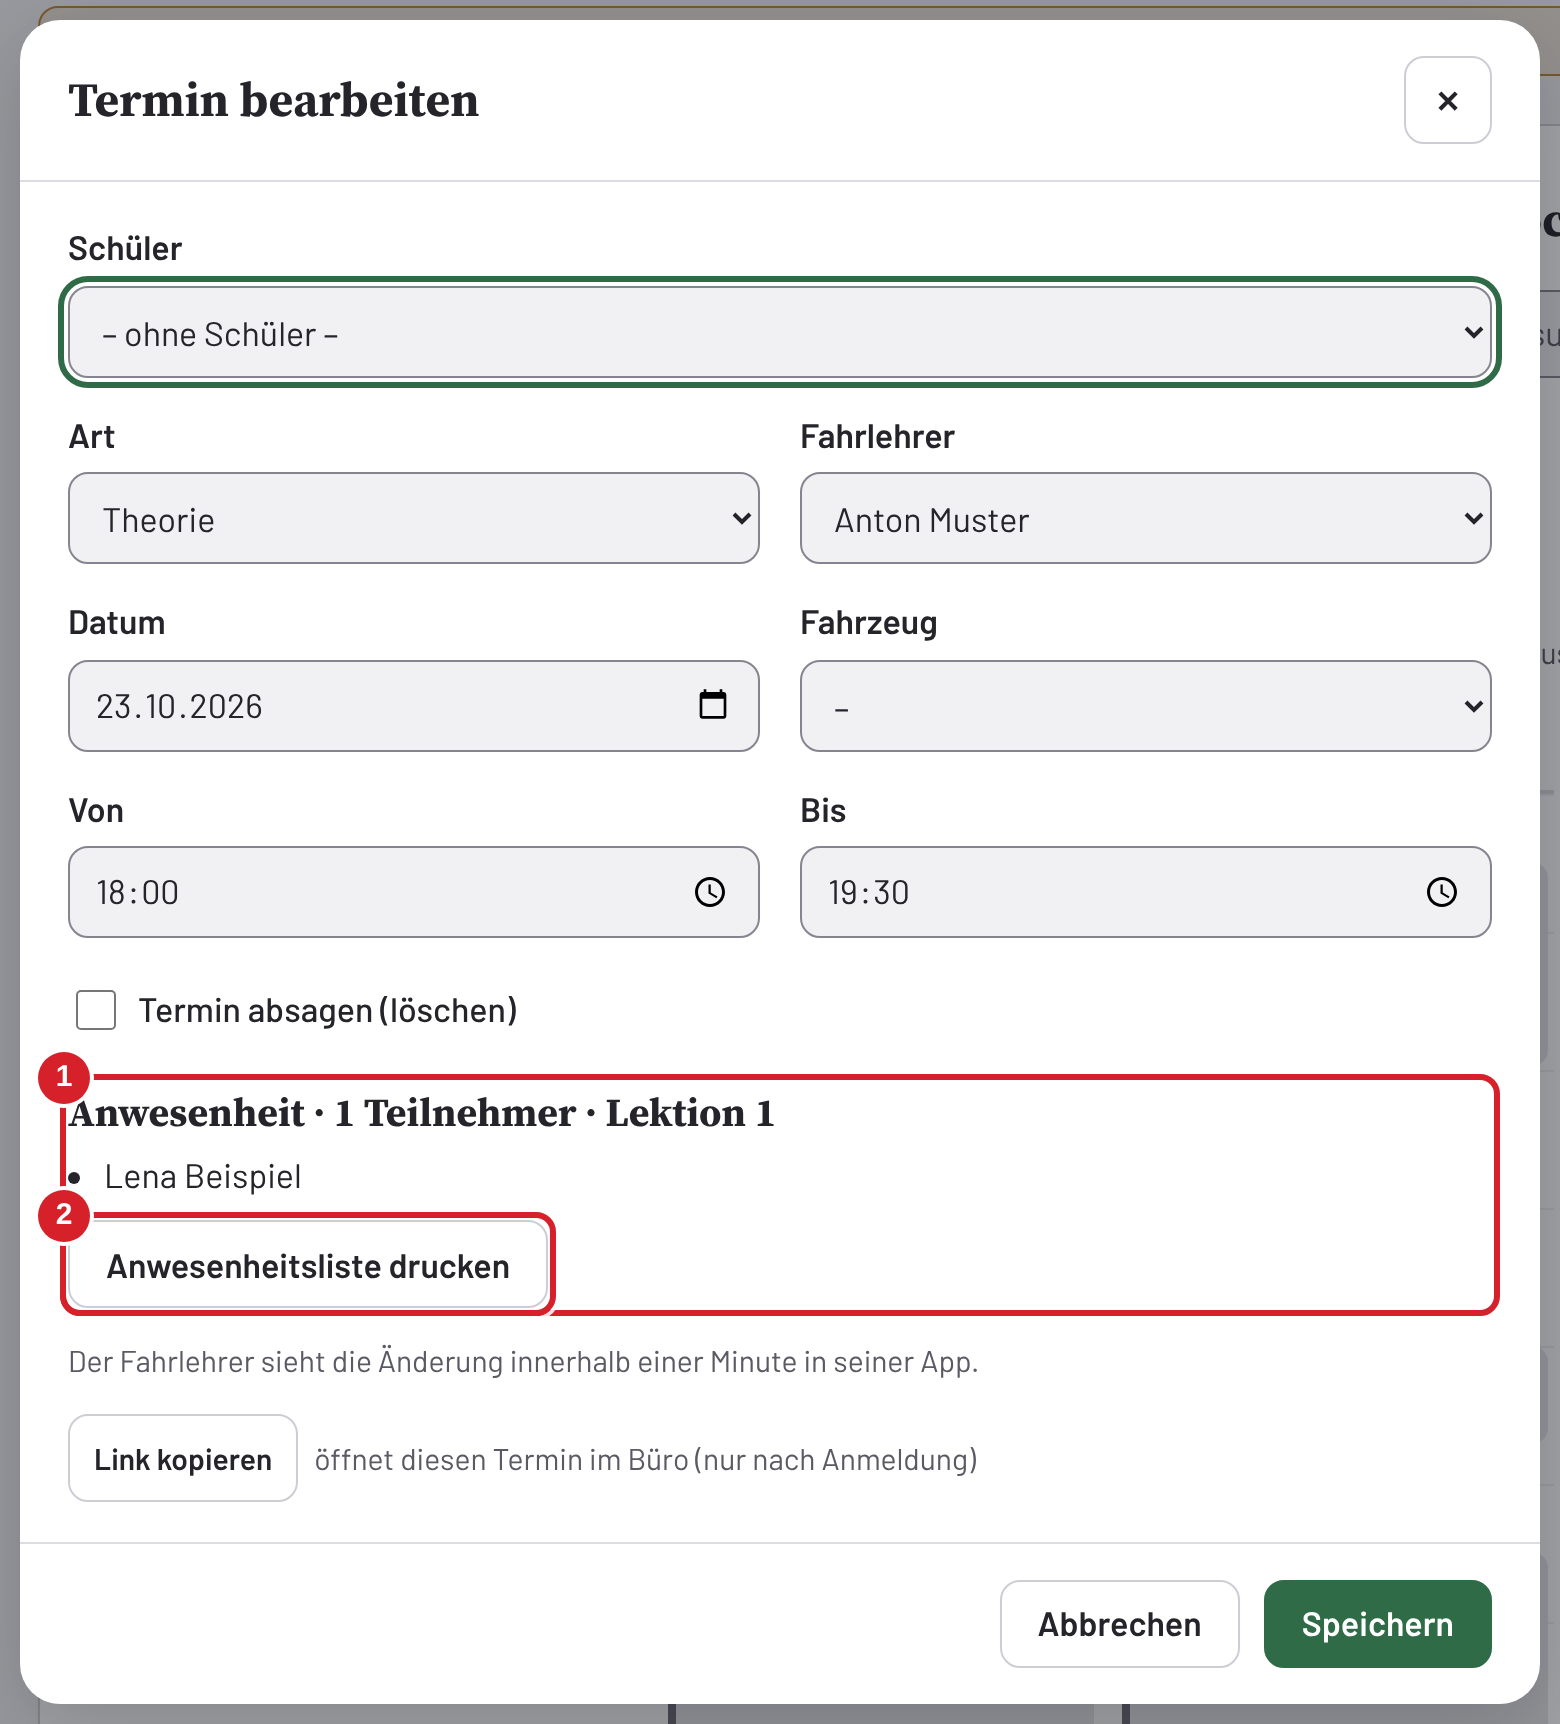 Termin bearbeiten
×
Schüler
– ohne Schüler –
Art
Fahrlehrer
Theorie
Anton Muster
Datum
Fahrzeug
23.10.2026
–
Von
Bis
18:00
19:30
Termin absagen (löschen)
1
Anwesenheit · 1 Teilnehmer · Lektion 1
• Lena Beispiel
2
Anwesenheitsliste drucken
Der Fahrlehrer sieht die Änderung innerhalb einer Minute in seiner App.
Link kopieren
öffnet diesen Termin im Büro (nur nach Anmeldung)
Abbrechen
Speichern